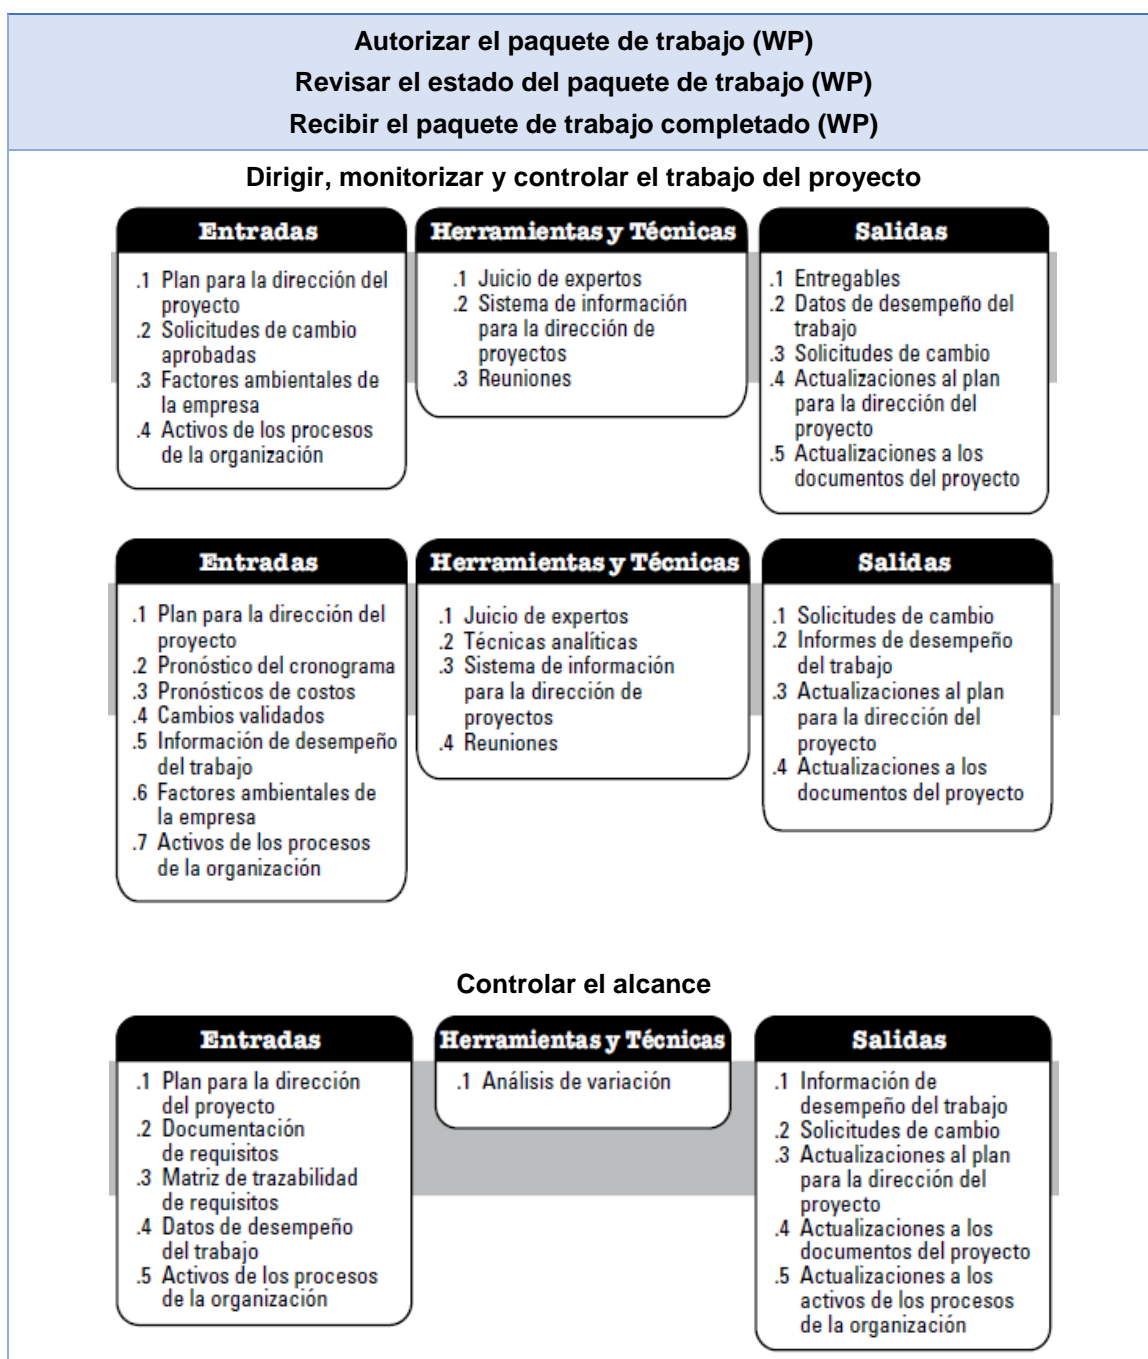 Autorizar el paquete de trabajo (WP)
Revisar el estado del paquete de trabajo (WP)
Recibir el paquete de trabajo completado (WP)
Dirigir, monitorizar y controlar el trabajo del proyecto
Entradas
.1 Plan para la dirección del
proyecto
.2 Solicitudes de cambio
aprobadas
.3 Factores ambientales de
la empresa
.4 Activos de los procesos
de la organización
Herramientas y Técnicas
.1 Juicio de expertos
.2 Sistema de información
para la dirección de
proyectos
.3 Reuniones
Salidas
.1 Entregables
.2 Datos de desempeño del
trabajo
.3 Solicitudes de cambio
.4 Actualizaciones al plan
para la dirección del
proyecto
.5 Actualizaciones a los
documentos del proyecto
Entradas
.1 Plan para la dirección del
proyecto
.2 Pronóstico del cronograma
.3 Pronósticos de costos
.4 Cambios validados
.5 Información de desempeño
del trabajo
.6 Factores ambientales de
la empresa
.7 Activos de los procesos
de la organización
Herramientas y Técnicas
.1 Juicio de expertos
.2 Técnicas analíticas
.3 Sistema de información
para la dirección de
proyectos
.4 Reuniones
Salidas
.1 Solicitudes de cambio
.2 Informes de desempeño
del trabajo
.3 Actualizaciones al plan
para la dirección del
proyecto
.4 Actualizaciones a los
documentos del proyecto
Controlar el alcance
Entradas
.1 Plan para la dirección
del proyecto
.2 Documentación
de requisitos
.3 Matriz de trazabilidad
de requisitos
.4 Datos de desempeño
del trabajo
.5 Activos de los procesos
de la organización
Herramientas y Técnicas
.1 Análisis de variación
Salidas
.1 Información de
desempeño del trabajo
.2 Solicitudes de cambio
.3 Actualizaciones al plan
para la dirección del
proyecto
.4 Actualizaciones a los
documentos del proyecto
.5 Actualizaciones a los
activos de los procesos
de la organización